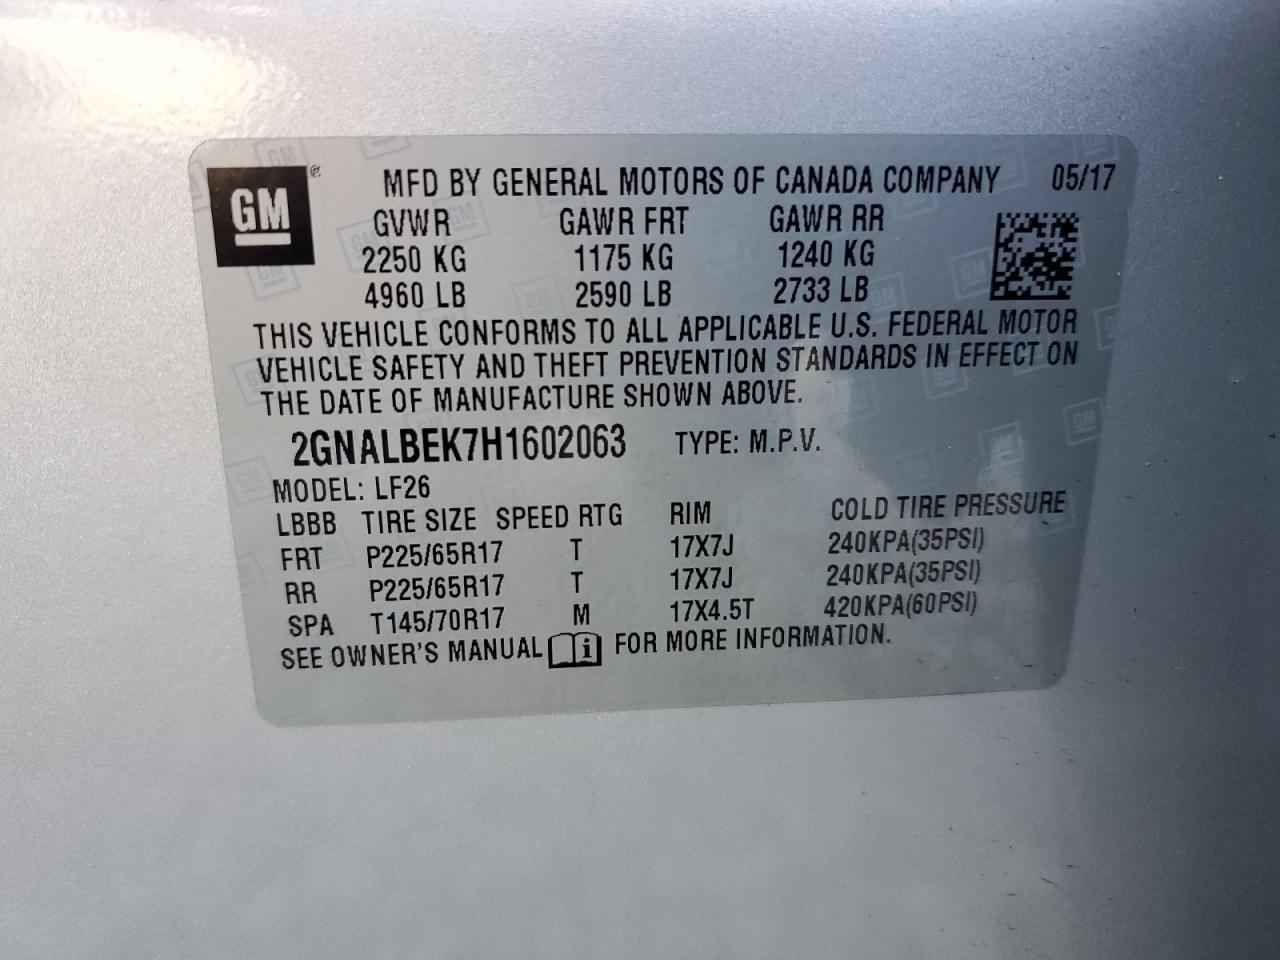 GM ® MFD BY GENERAL MOTORS OF CANADA COMPANY 05/17
GVWR GAWR FRT GAWR RR
2250 KG 1175 KG 1240 KG
4960 LB 2590 LB 2733 LB
THIS VEHICLE CONFORMS TO ALL APPLICABLE U.S. FEDERAL MOTOR
VEHICLE SAFETY AND THEFT PREVENTION STANDARDS IN EFFECT ON
THE DATE OF MANUFACTURE SHOWN ABOVE.
2GNALBEK7H1602063 TYPE: M.P.V.
MODEL: LF26
LBBB TIRE SIZE SPEED RTG RIM COLD TIRE PRESSURE
FRT P225/65R17 T 17X7J 240KPA(35PSI)
RR P225/65R17 T 17X7J 240KPA(35PSI)
SPA T145/70R17 M 17X4.5T 420KPA(60PSI)
SEE OWNER'S MANUAL i FOR MORE INFORMATION.